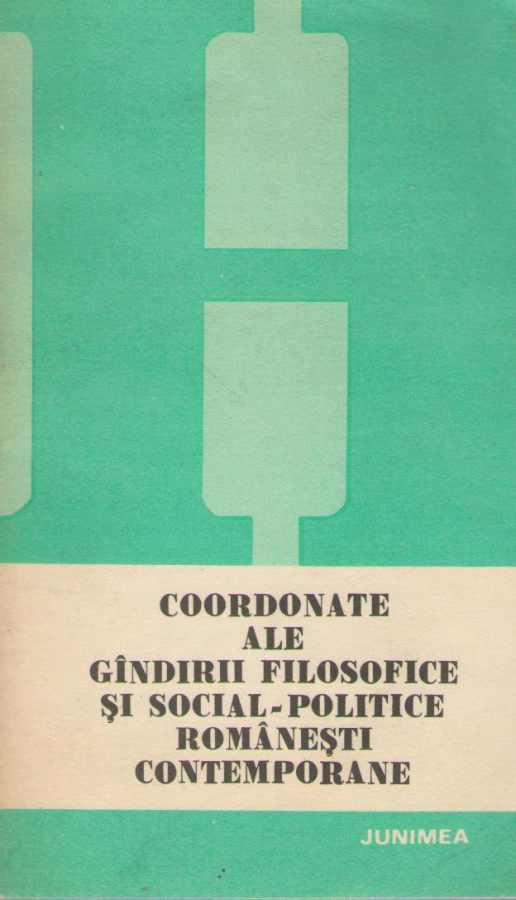 COORDONATE
ALE
GÎNDIRII FILOSOFICE
ŞI SOCIAL-POLITICE
ROMÂNEŞTI
CONTEMPORANE
JUNIMEA